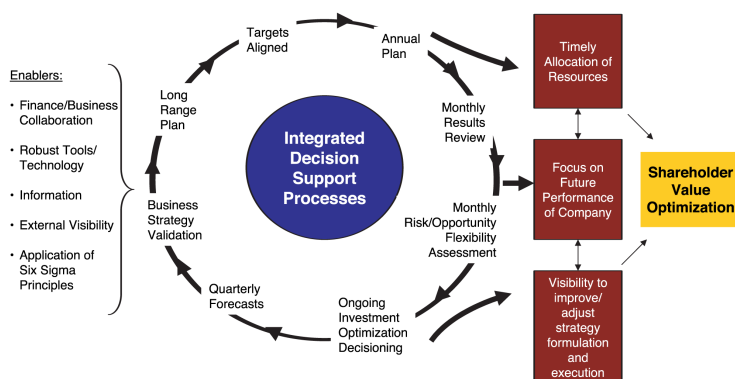 Enablers:
• Finance/Business
Collaboration
• Robust Tools/
Technology
• Information
• External Visibility
• Application of
Six Sigma
Principles
Targets
Aligned
Annual
Plan
Long
Range
Plan
Monthly
Results
Review
Integrated
Decision
Support
Processes
Business
Strategy
Validation
Monthly
Risk/Opportunity
Flexibility
Assessment
Quarterly
Forecasts
Ongoing
Investment
Optimization
Decisioning
Timely
Allocation of
Resources
Focus on
Future
Performance
of Company
Visibility to
improve/
adjust
strategy
formulation
and
execution
Shareholder
Value
Optimization